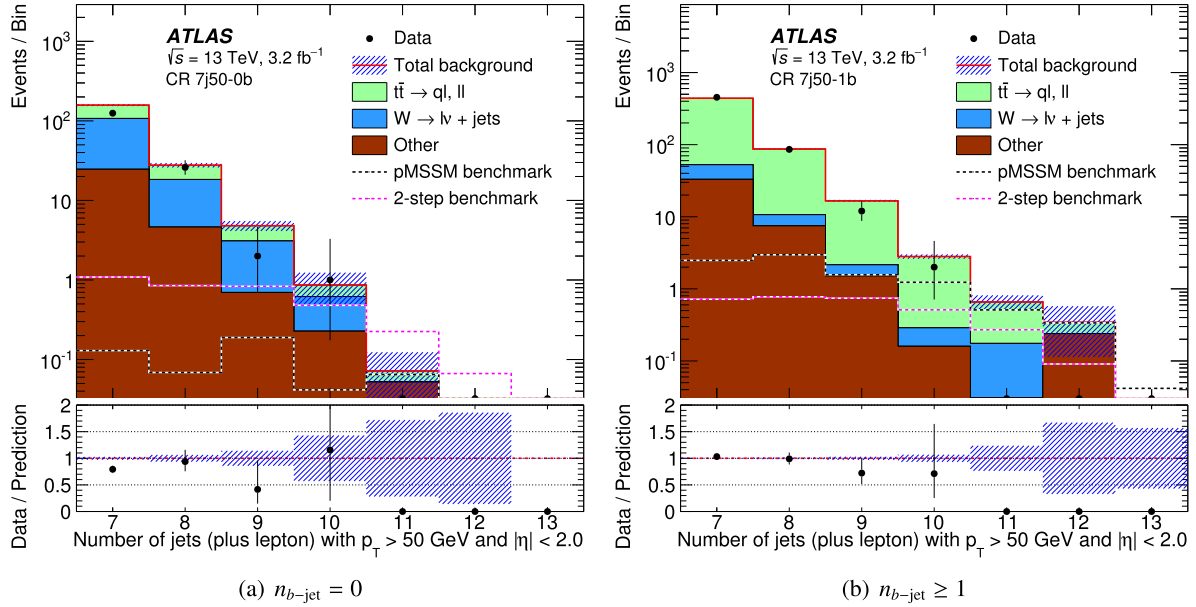 Events / Bin
10³
10²
10
1
10⁻¹
ATLAS
√s = 13 TeV, 3.2 fb⁻¹
CR 7j50-0b
Data
Total background
tt̄ → ql, ll
W → lν + jets
Other
pMSSM benchmark
2-step benchmark
Data / Prediction
2
1.5
1
0.5
0
7 8 9 10 11 12 13
Number of jets (plus lepton) with p_T > 50 GeV and |η| < 2.0
(a) n_{b−jet} = 0
Events / Bin
10³
10²
10
1
10⁻¹
ATLAS
√s = 13 TeV, 3.2 fb⁻¹
CR 7j50-1b
Data
Total background
tt̄ → ql, ll
W → lν + jets
Other
pMSSM benchmark
2-step benchmark
Data / Prediction
2
1.5
1
0.5
0
7 8 9 10 11 12 13
Number of jets (plus lepton) with p_T > 50 GeV and |η| < 2.0
(b) n_{b−jet} ≥ 1